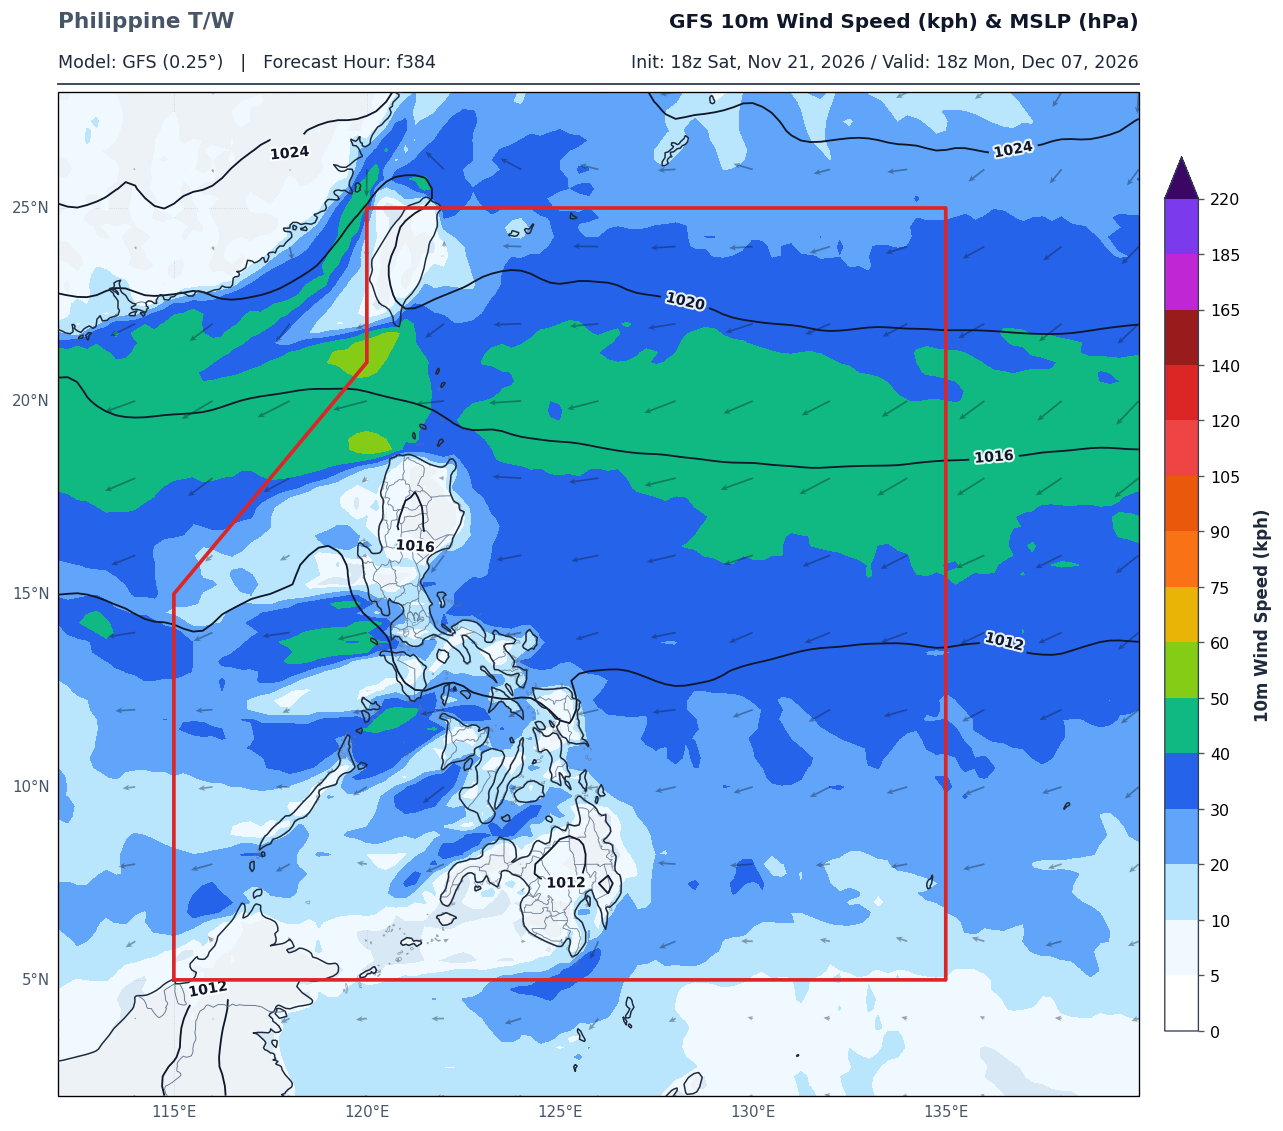 Philippine T/W
GFS 10m Wind Speed (kph) & MSLP (hPa)
Model: GFS (0.25°) | Forecast Hour: f384
Init: 18z Sat, Nov 21, 2026 / Valid: 18z Mon, Dec 07, 2026
1024
1024
1020
1016
1016
1012
1012
1012
25°N
20°N
15°N
10°N
5°N
115°E
120°E
125°E
130°E
135°E
220
185
165
140
120
105
90
75
60
50
40
30
20
10
5
0
10m Wind Speed (kph)